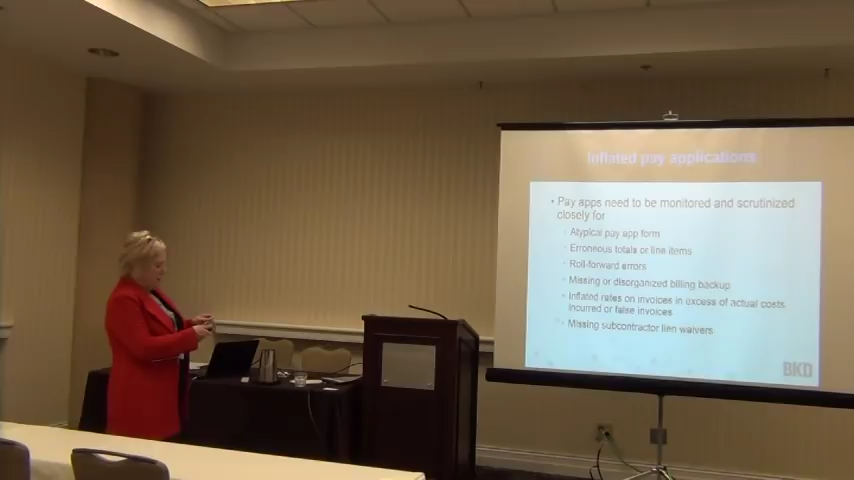 Inflated pay applications
• Pay apps need to be monitored and scrutinized
closely for
Atypical pay app form
Erroneous totals or line items
Roll-forward errors
Missing or disorganized billing backup
Inflated rates on invoices in excess of actual costs
incurred or false invoices
Missing subcontractor lien waivers
BKD